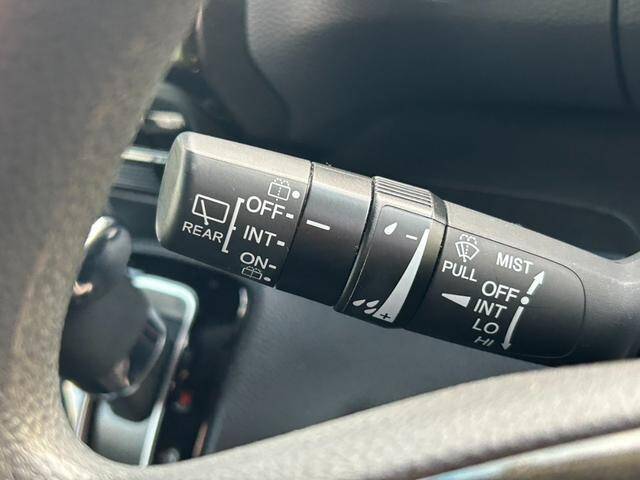 REAR
OFF
INT
ON
-
+
PULL
MIST
OFF
INT
LO
HI